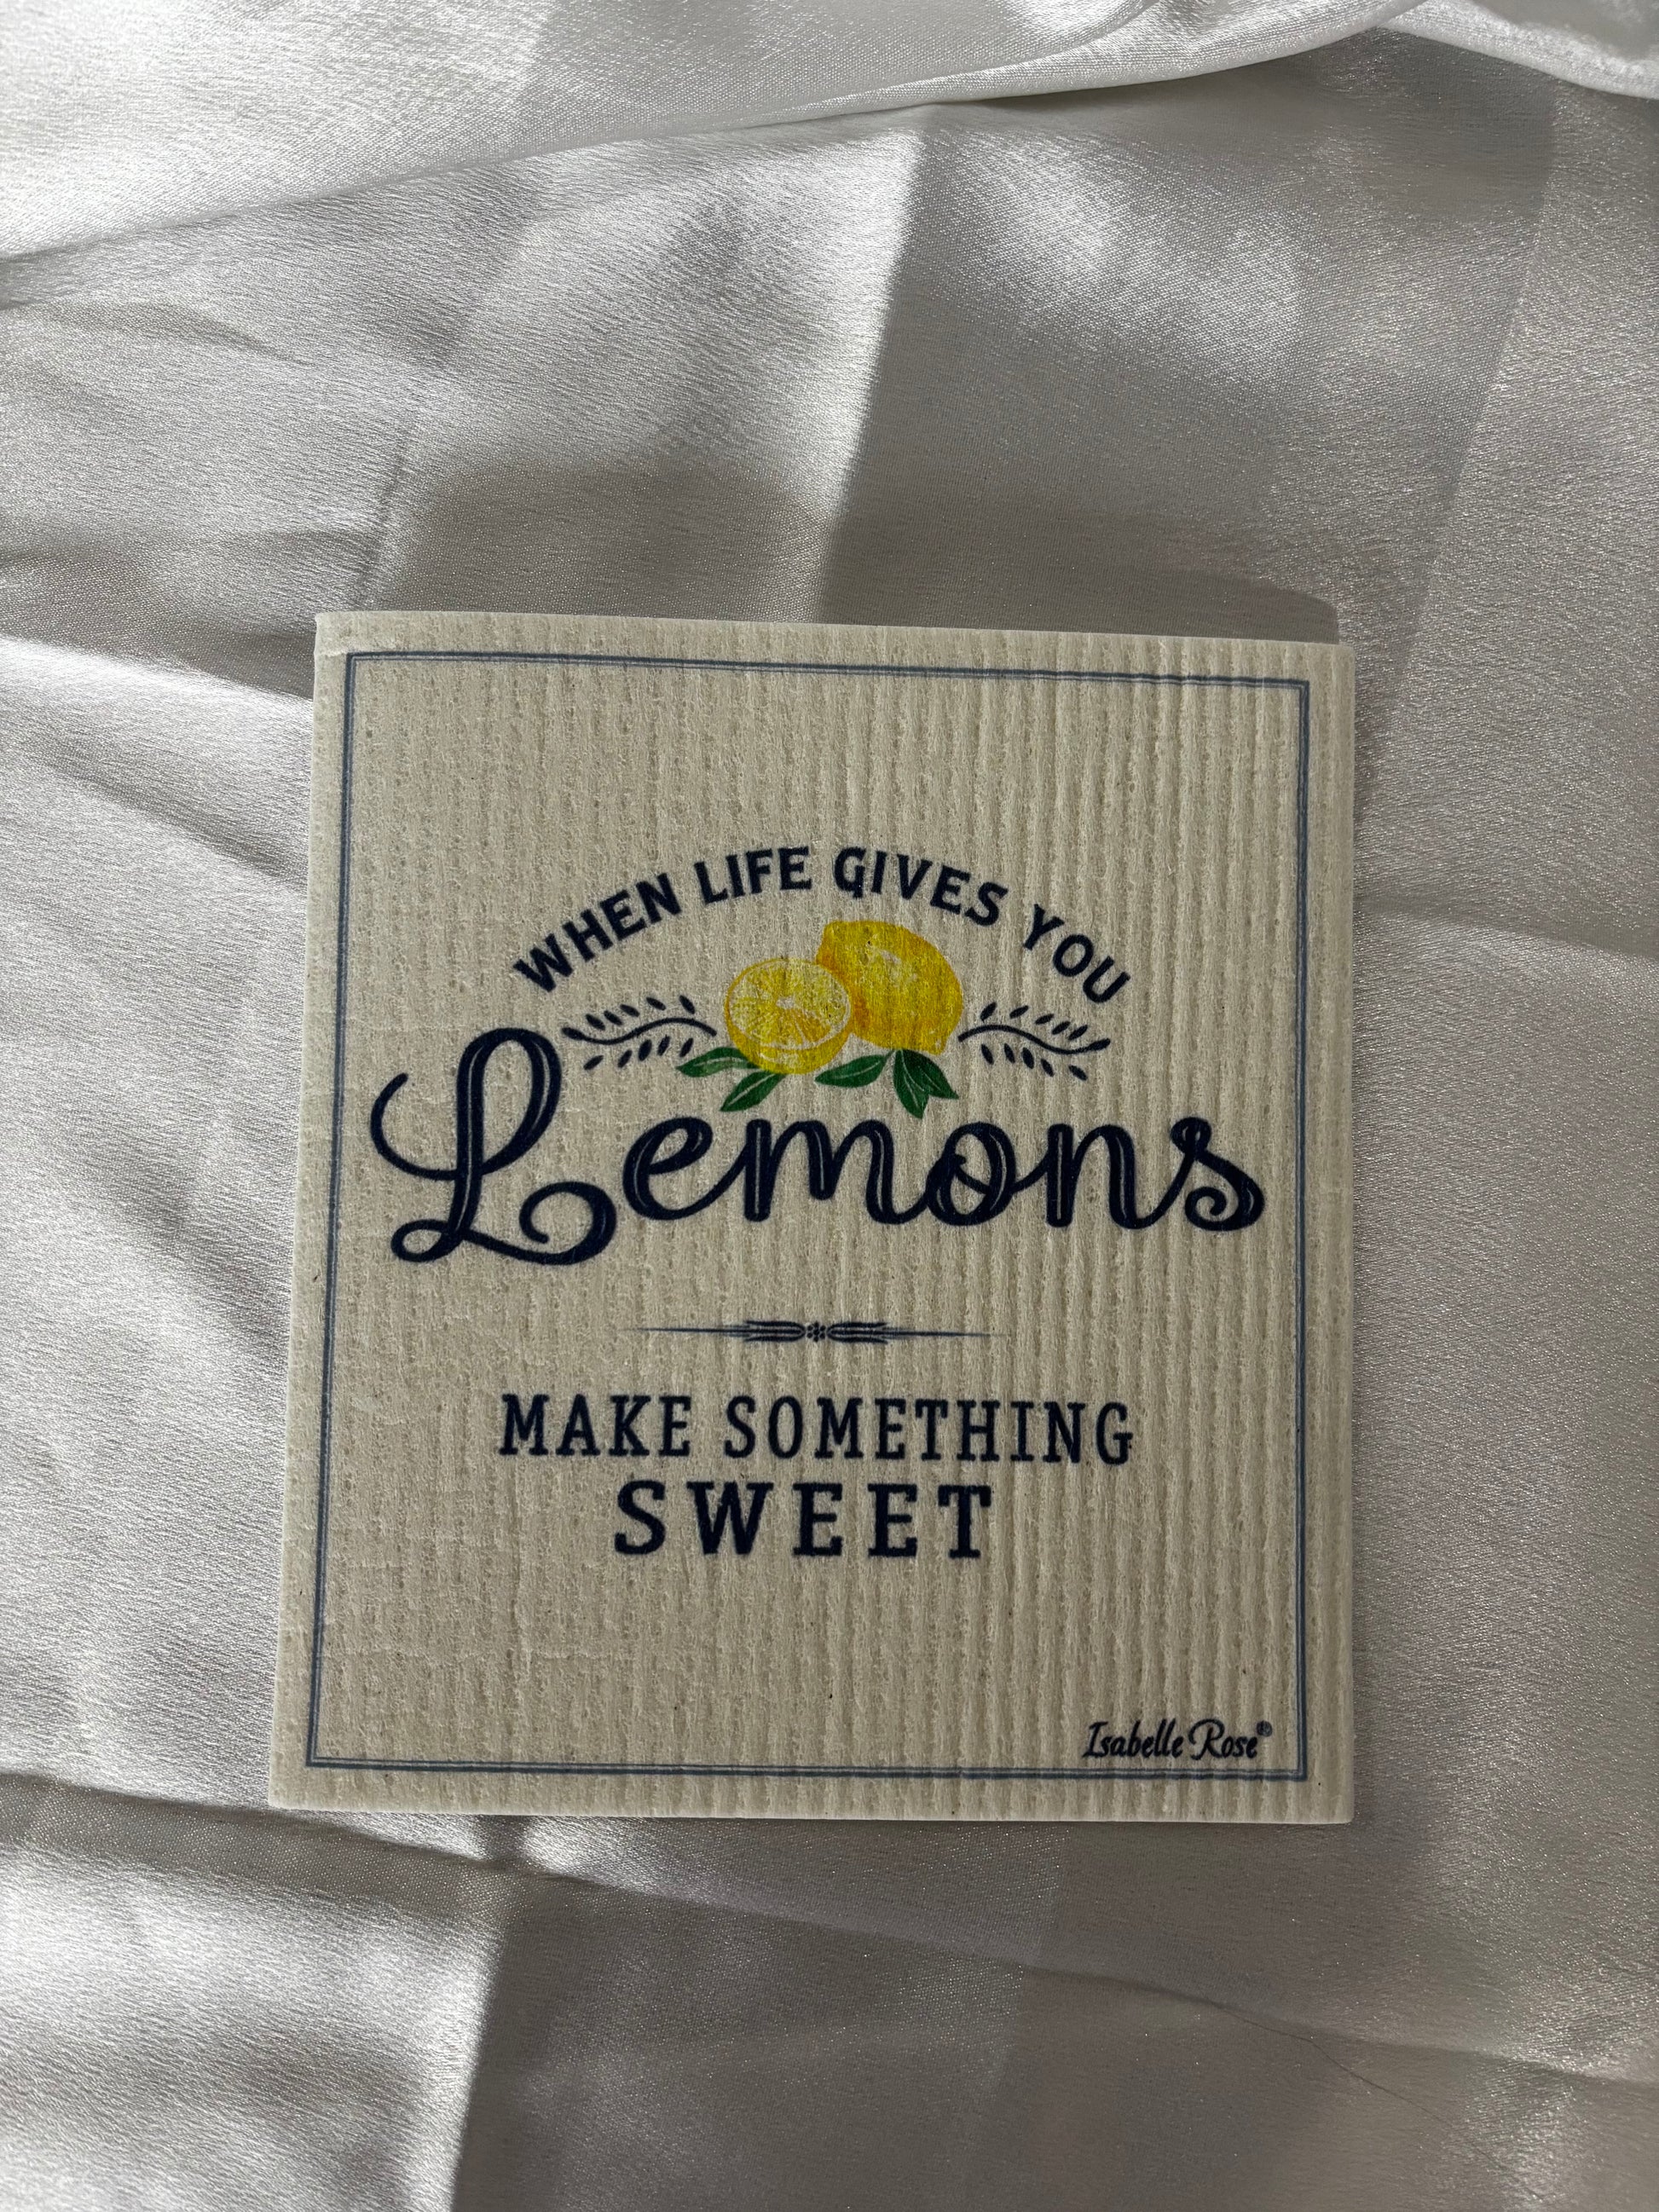 WHEN LIFE GIVES YOU
Lemons
MAKE SOMETHING
SWEET
Isabelle Rose®